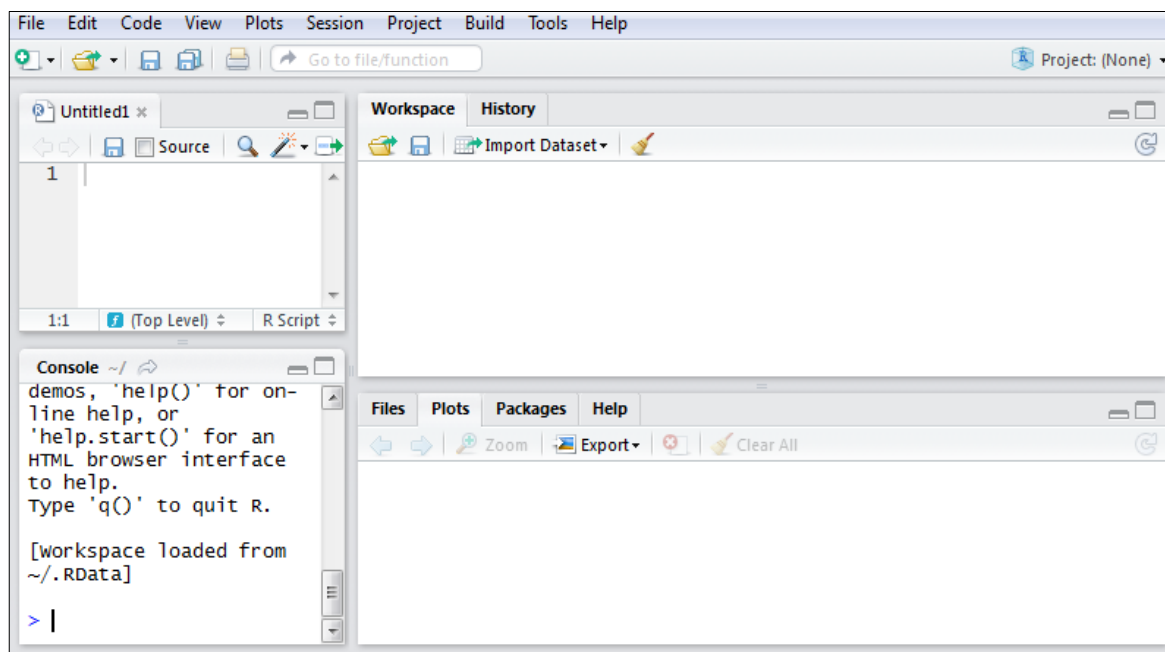 File Edit Code View Plots Session Project Build Tools Help
Go to file/function Project: (None)
Untitled1
Source
1
1:1 (Top Level) R Script
Console ~/
demos, 'help()' for on-
line help, or
'help.start()' for an
HTML browser interface
to help.
Type 'q()' to quit R.
[Workspace loaded from
~/.RData]
>
Workspace History
Import Dataset
Files Plots Packages Help
Zoom Export Clear All